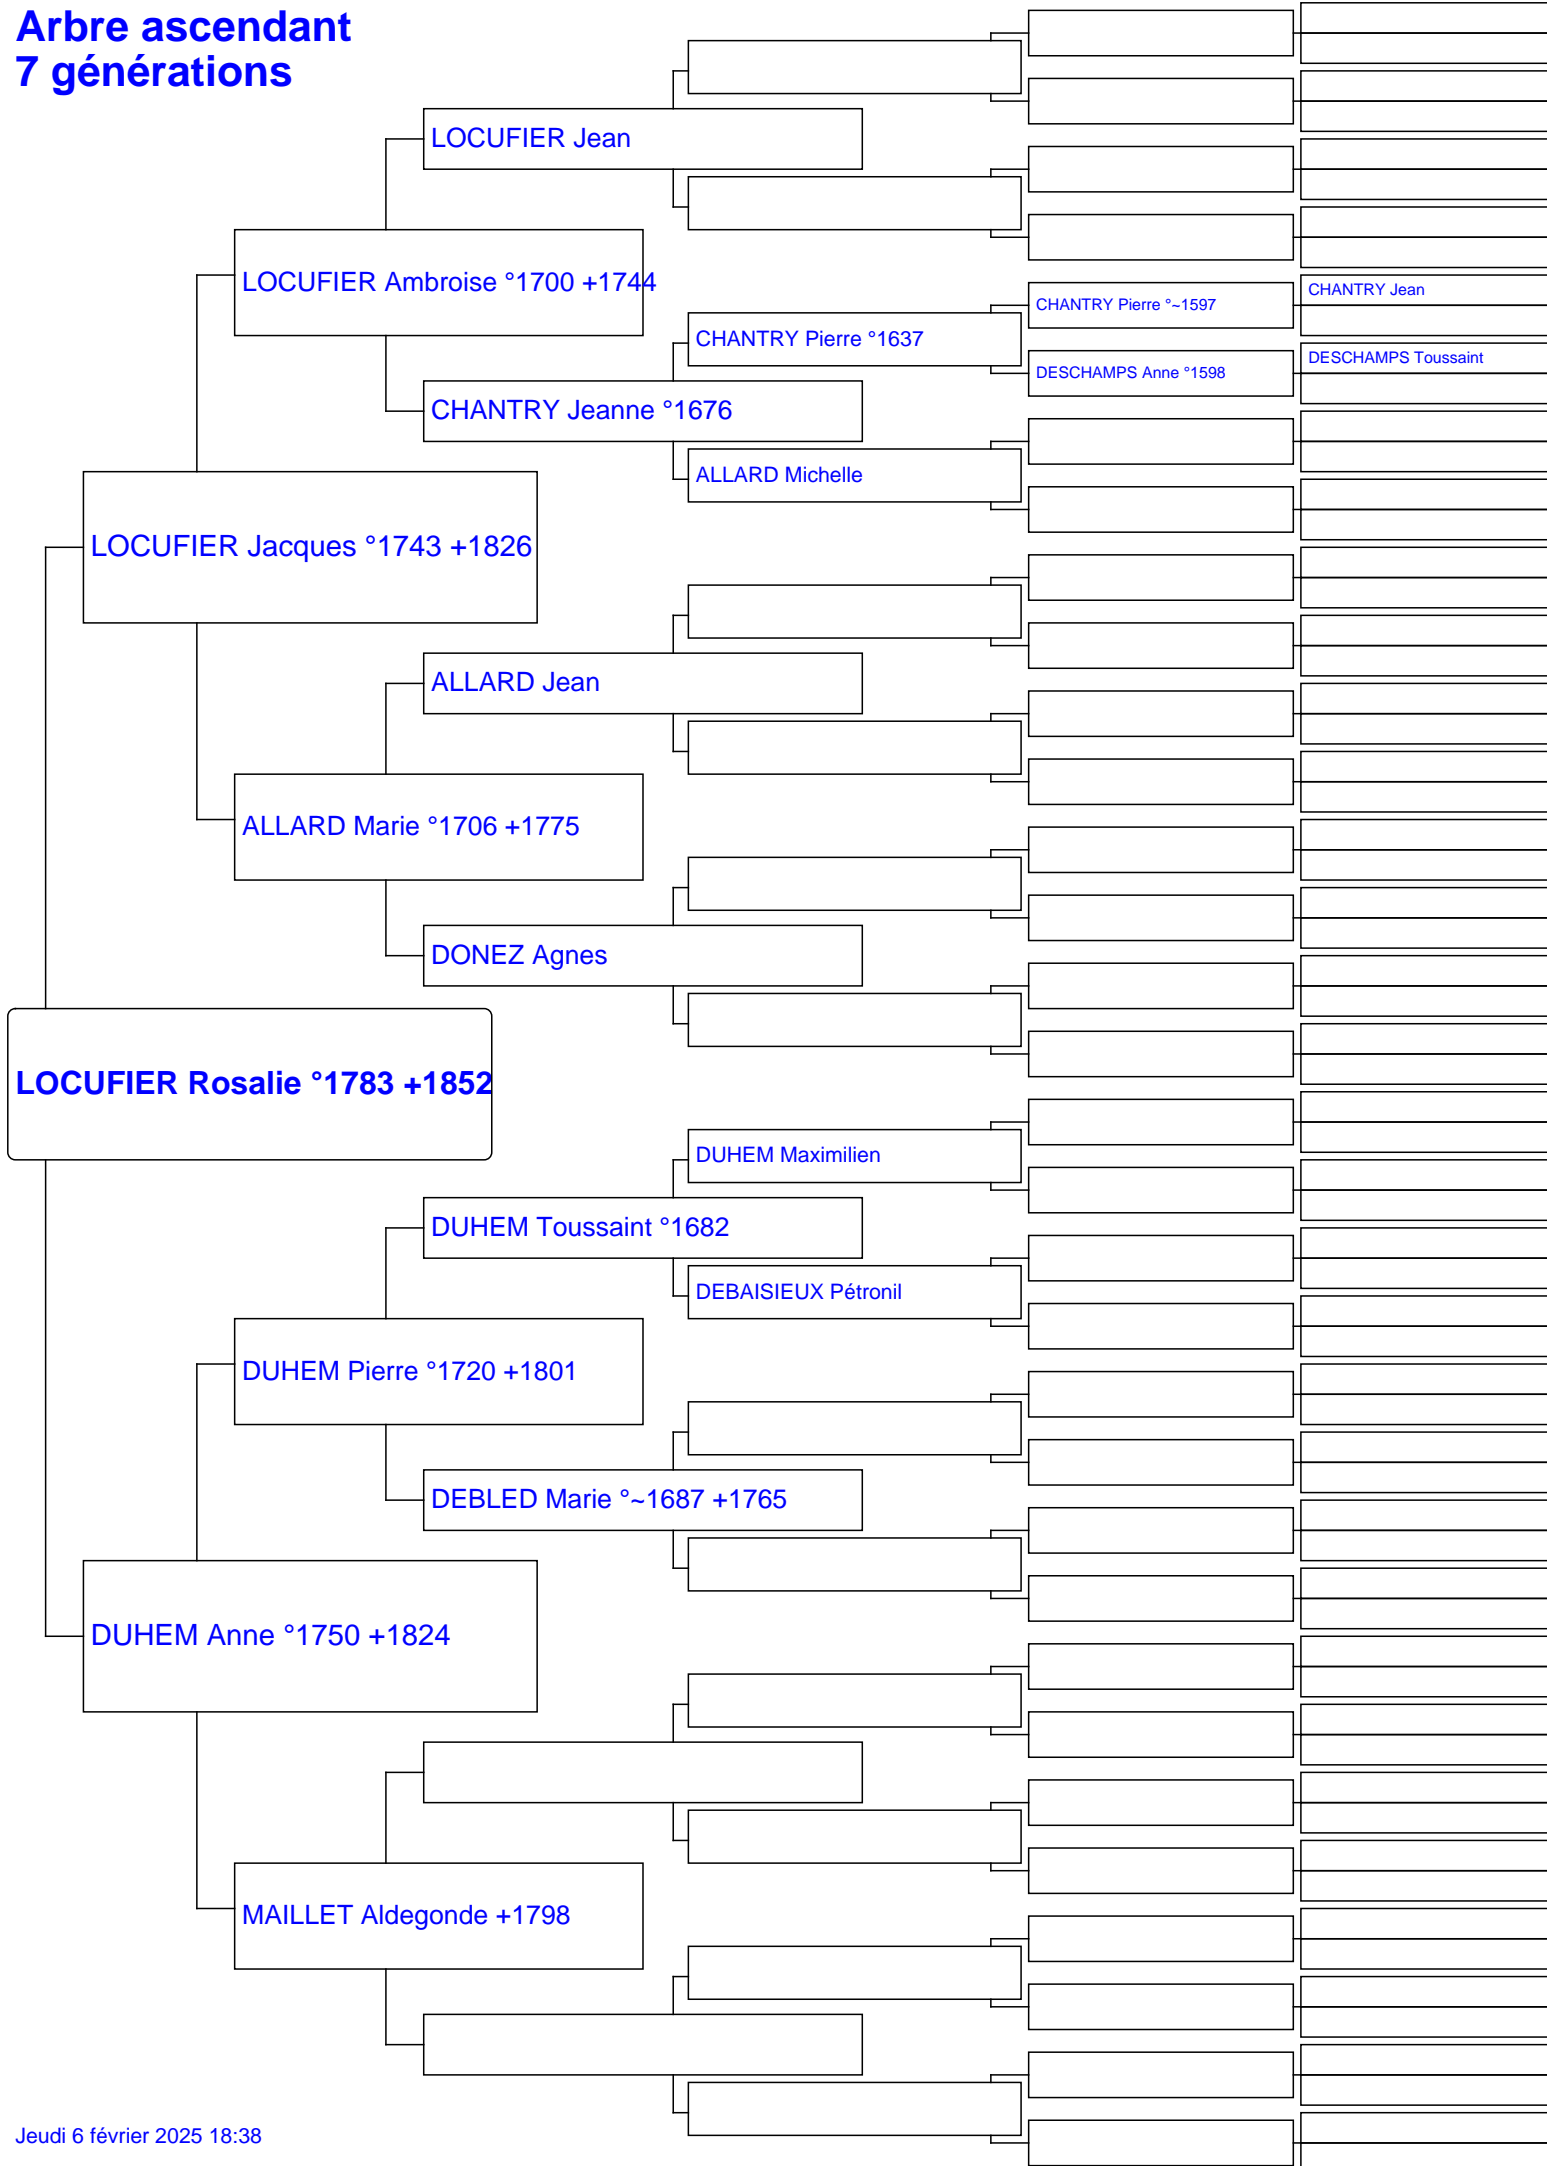 Arbre ascendant
7 générations
LOCUFIER Jean
LOCUFIER Ambroise °1700 +1744
CHANTRY Jean
CHANTRY Pierre °~1597
CHANTRY Pierre °1637
DESCHAMPS Toussaint
DESCHAMPS Anne °1598
CHANTRY Jeanne °1676
ALLARD Michelle
LOCUFIER Jacques °1743 +1826
ALLARD Jean
ALLARD Marie °1706 +1775
DONEZ Agnes
LOCUFIER Rosalie °1783 +1852
DUHEM Maximilien
DUHEM Toussaint °1682
DEBAISIEUX Pétronil
DUHEM Pierre °1720 +1801
DEBLED Marie °~1687 +1765
DUHEM Anne °1750 +1824
MAILLET Aldegonde +1798
Jeudi 6 février 2025 18:38